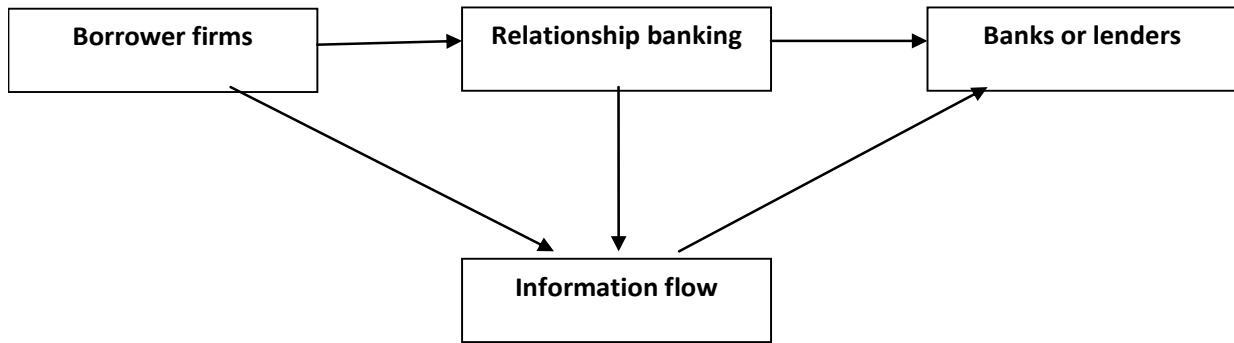 Borrower firms
Relationship banking
Banks or lenders
Information flow